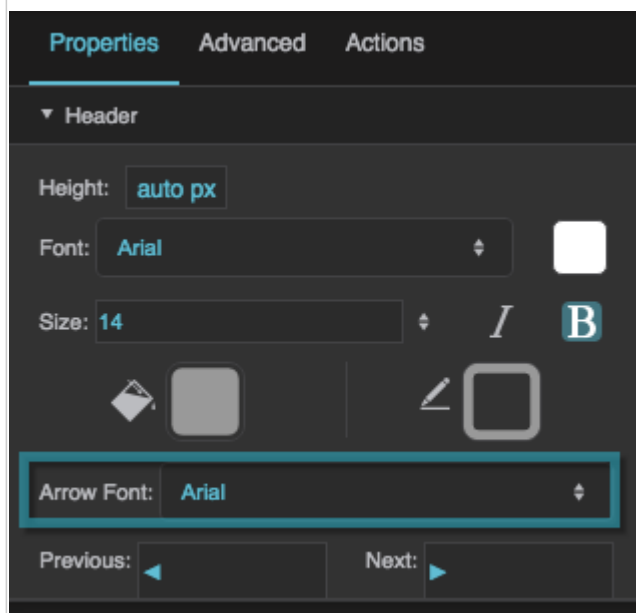 Properties Advanced Actions
▼ Header
Height: auto px
Font: Arial
Size: 14 I B
Arrow Font: Arial
Previous: ◀ Next: ▶